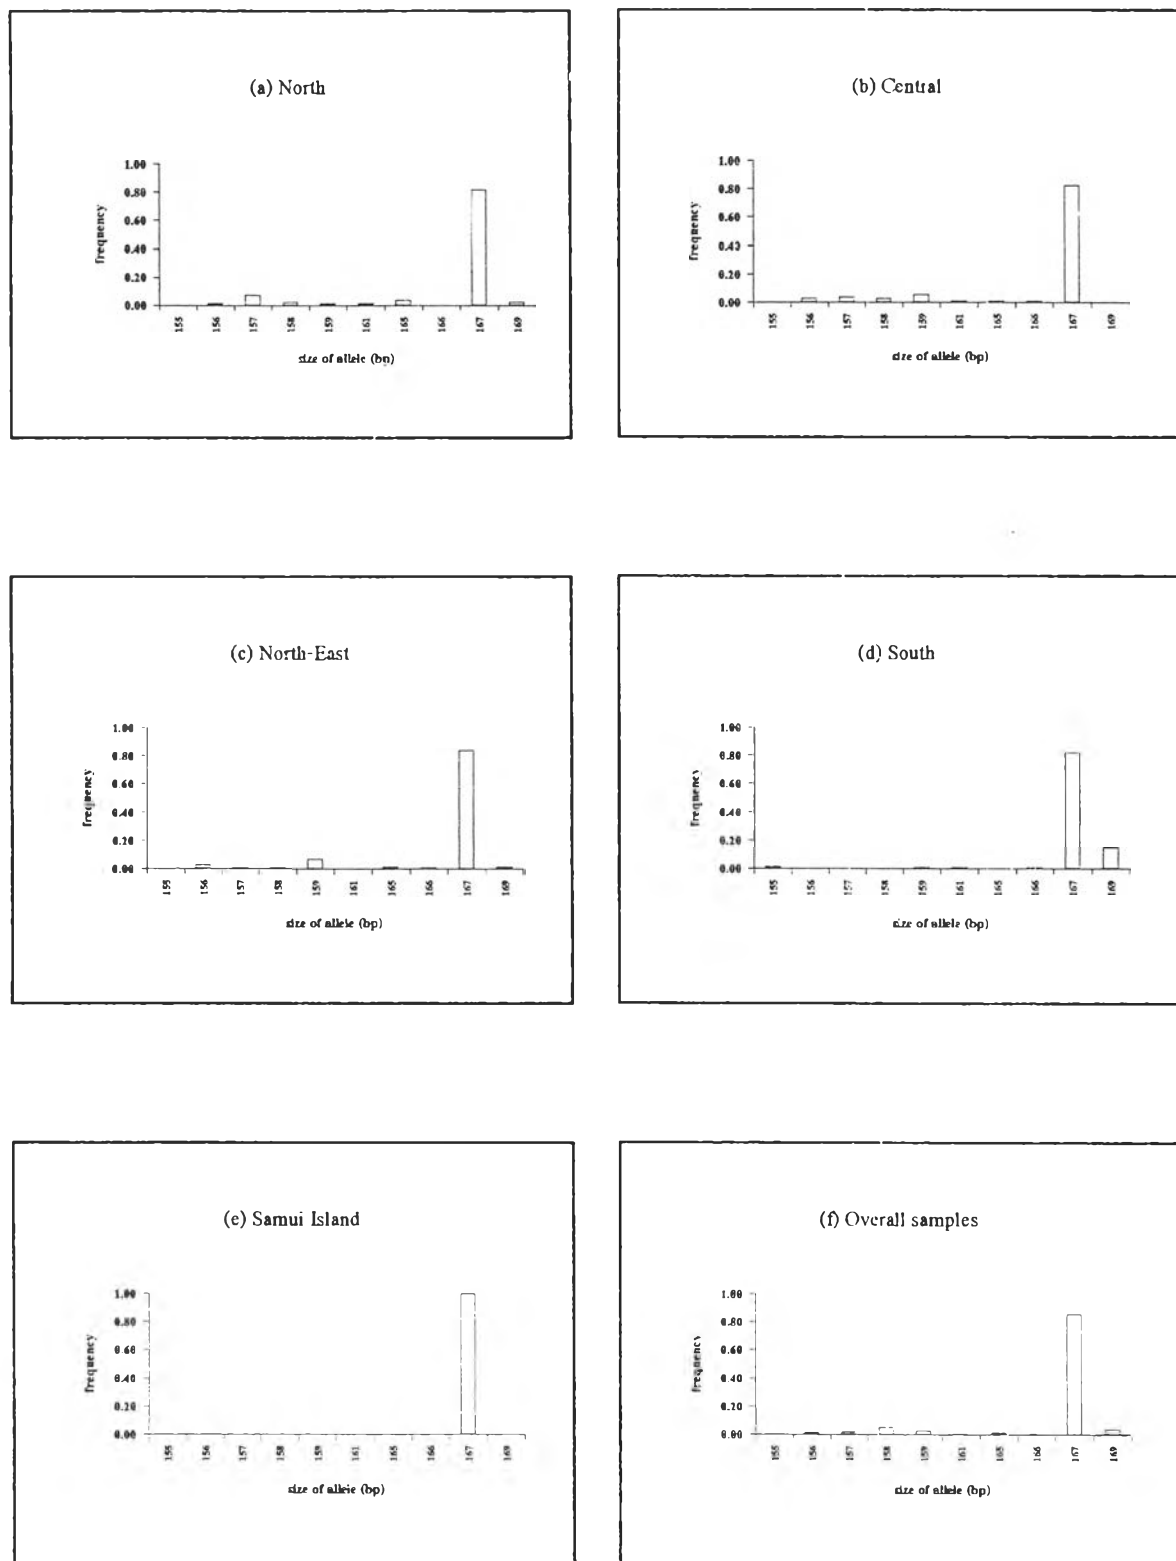 (a) North
1.00
0.80
0.60
0.40
0.20
0.00
frequency
155 156 157 158 159 161 165 166 167 169
size of allele (bp)
(b) Central
1.00
0.80
0.60
0.40
0.20
0.00
frequency
155 156 157 158 159 161 165 166 167 169
size of allele (bp)
(c) North-East
1.00
0.80
0.60
0.40
0.20
0.00
frequency
155 156 157 158 159 161 165 166 167 169
size of allele (bp)
(d) South
1.00
0.80
0.60
0.40
0.20
0.00
frequency
155 156 157 158 159 161 165 166 167 169
size of allele (bp)
(e) Samui Island
1.00
0.80
0.60
0.40
0.20
0.00
frequency
155 156 157 158 159 161 165 166 167 169
size of allele (bp)
(f) Overall samples
1.00
0.80
0.60
0.40
0.20
0.00
frequency
155 156 157 158 159 161 165 166 167 169
size of allele (bp)